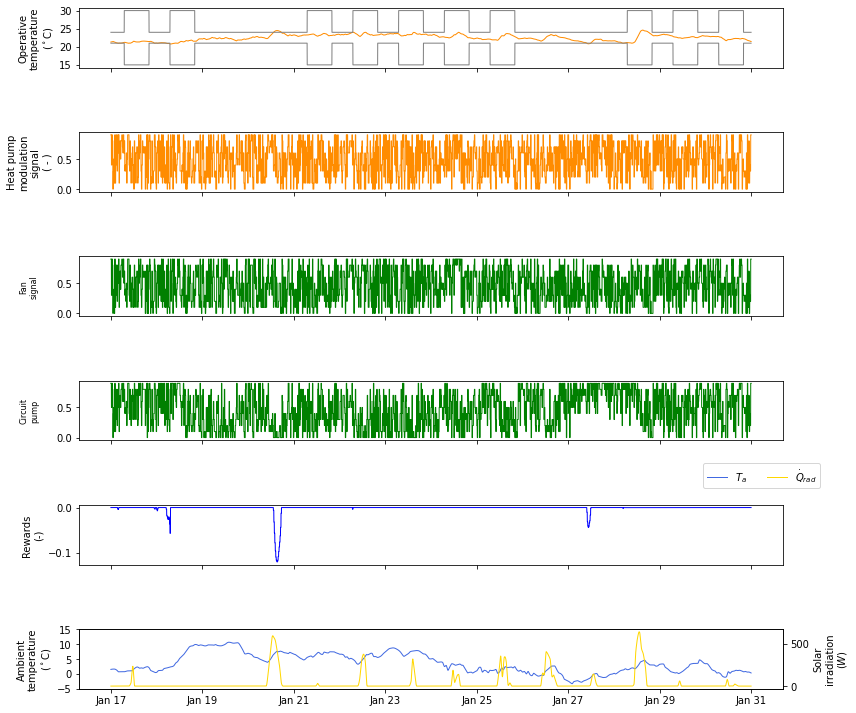 Operative
temperature
(°C)
30
25
20
15
Heat pump
modulation
signal
( - )
0.5
0.0
Fan
signal
0.5
0.0
Circuit
pump
0.5
0.0
T_a Q̇_rad
Rewards
(-)
0.0
−0.1
Ambient
temperature
(°C)
15
10
5
0
−5
500
0
Solar
irradiation
(W)
Jan 17 Jan 19 Jan 21 Jan 23 Jan 25 Jan 27 Jan 29 Jan 31